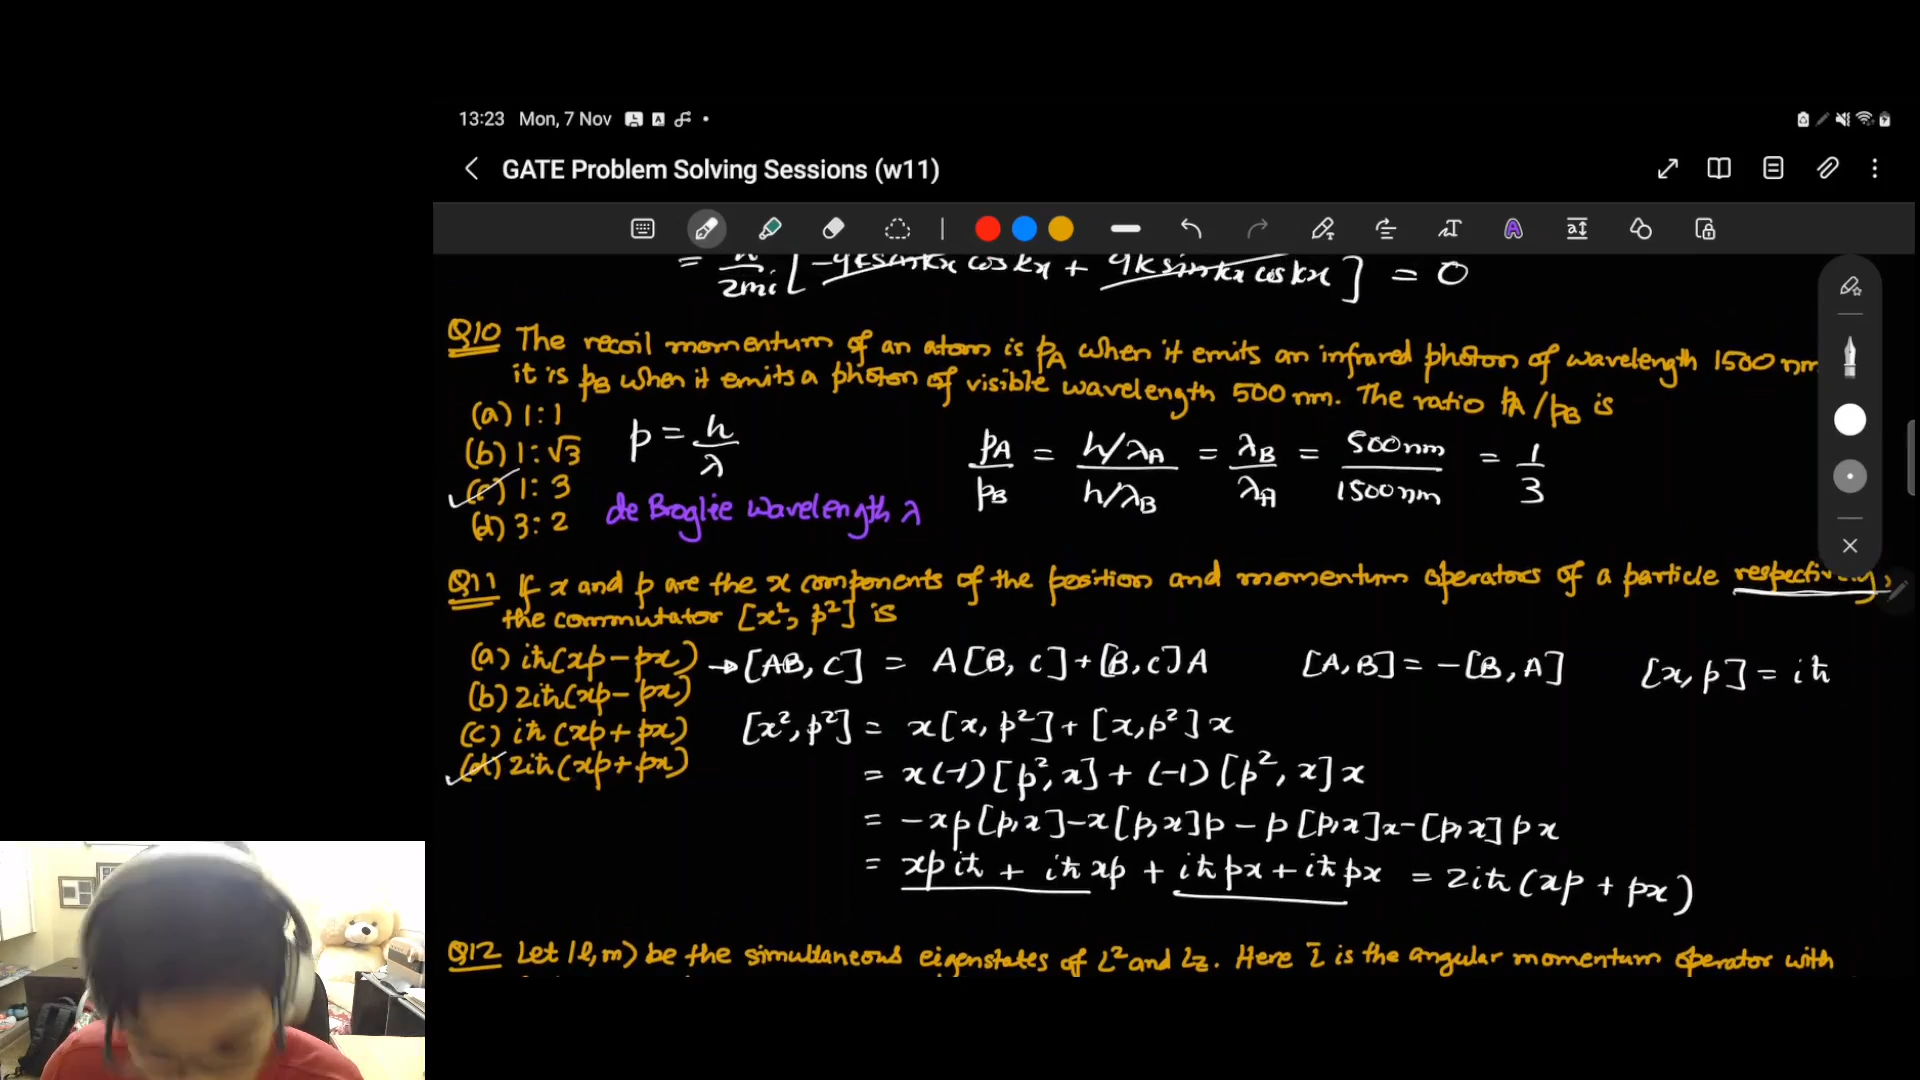 13:23 Mon, 7 Nov
GATE Problem Solving Sessions (w11)
2mi [ -4k sinkx cos kx + 4k sinkx cos kx ] = 0
Q10 The recoil momentum of an atom is pA when it emits an infrared photon of wavelength 1500 nm
it is pB when it emits a photon of visible wavelength 500 nm. The ratio pA/pB is
(a) 1:1
(b) 1:√3
(c) 1:3
(d) 3:2
p = h/λ
de Broglie wavelength λ
pA/pB = (h/λA)/(h/λB) = λB/λA = 500nm/1500nm = 1/3
Q11 If x and p are the x components of the position and momentum operators of a particle respectively,
the commutator [x², p²] is
(a) iħ(xp-px)
(b) 2iħ(xp-px)
(c) iħ(xp+px)
(d) 2iħ(xp+px)
→ [AB, C] = A[B, C]+[B,C]A [A,B] = -[B,A] [x,p] = iħ
[x², p²] = x[x, p²] + [x,p²]x
= x(-1)[p²,x] + (-1)[p²,x]x
= -xp[p,x]-x[p,x]p - p[p,x]x-[p,x]px
= xpiħ + iħxp + iħpx + iħpx = 2iħ(xp + px)
Q12 Let |l,m⟩ be the simultaneous eigenstates of L² and Lz. Here L is the angular momentum operator with